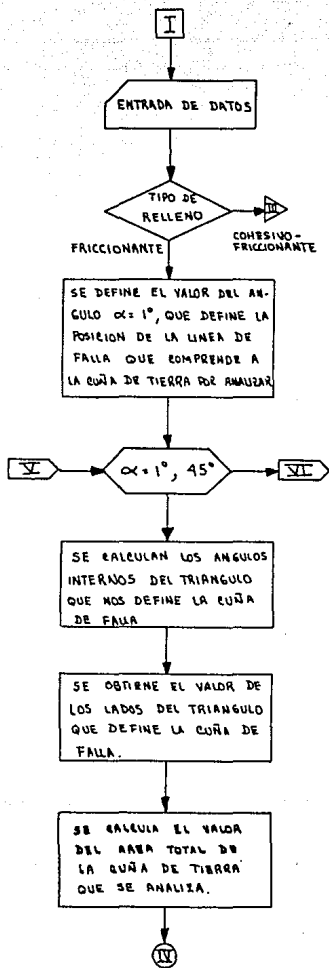 I
ENTRADA DE DATOS
TIPO DE
RELLENO
III
COHESIVO-
FRICCIONANTE
FRICCIONANTE
SE DEFINE EL VALOR DEL AN-
GULO α= 1°, QUE DEFINE LA
POSICION DE LA LINEA DE
FALLA QUE COMPRENDE A
LA CUÑA DE TIERRA POR ANALIZAR
V
α = 1°, 45°
VI
SE CALCULAN LOS ANGULOS
INTERNOS DEL TRIANGULO
QUE NOS DEFINE LA CUÑA
DE FALLA
SE OBTIENE EL VALOR DE
LOS LADOS DEL TRIANGULO
QUE DEFINE LA CUÑA DE
FALLA.
SE CALCULA EL VALOR
DEL AREA TOTAL DE
LA CUÑA DE TIERRA
QUE SE ANALIZA.
IV